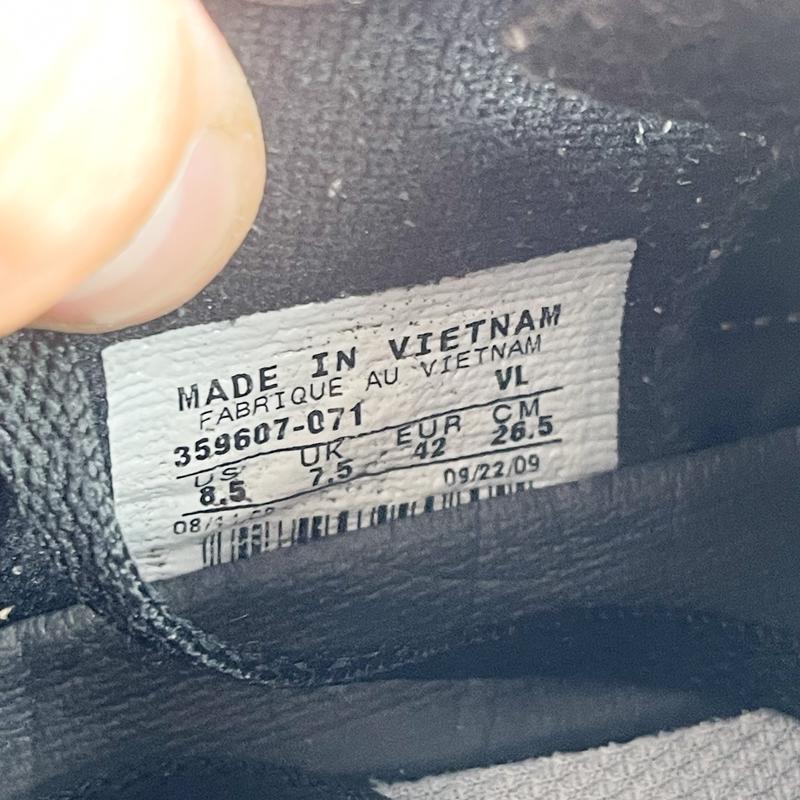 MADE IN VIETNAM
FABRIQUE AU VIETNAM
359607-071 VL
US UK EUR CM
8.5 7.5 42 26.5
09/22/09